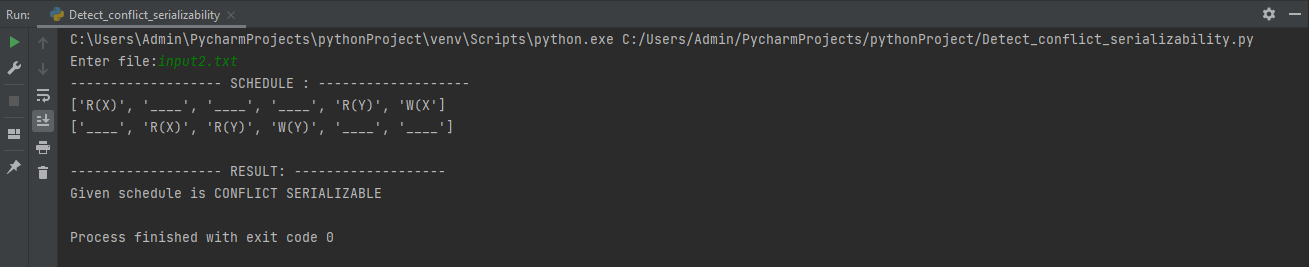 Run: Detect_conflict_serializability
C:\Users\Admin\PycharmProjects\pythonProject\venv\Scripts\python.exe C:/Users/Admin/PycharmProjects/pythonProject/Detect_conflict_serializability.py
Enter file:input2.txt
------------------ SCHEDULE : ------------------
['R(X)', '____', '____', '____', 'R(Y)', 'W(X']
['____', 'R(X)', 'R(Y)', 'W(Y)', '____', '____']
------------------ RESULT: ------------------
Given schedule is CONFLICT SERIALIZABLE
Process finished with exit code 0